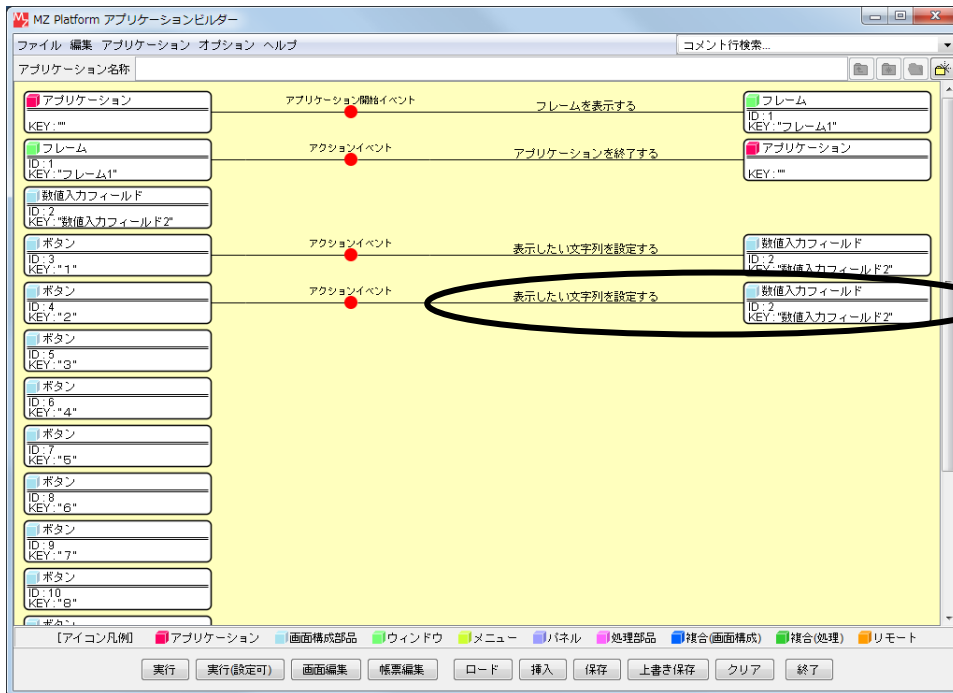 MZ Platform アプリケーションビルダー
ファイル 編集 アプリケーション オプション ヘルプ
コメント行検索...
アプリケーション名称
アプリケーション
KEY:""
アプリケーション開始イベント
フレームを表示する
フレーム
ID:1
KEY:"フレーム1"
フレーム
ID:1
KEY:"フレーム1"
アクションイベント
アプリケーションを終了する
アプリケーション
KEY:""
数値入力フィールド
ID:2
KEY:"数値入力フィールド2"
ボタン
ID:3
KEY:"1"
アクションイベント
表示したい文字列を設定する
数値入力フィールド
ID:2
KEY:"数値入力フィールド2"
ボタン
ID:4
KEY:"2"
アクションイベント
表示したい文字列を設定する
数値入力フィールド
ID:2
KEY:"数値入力フィールド2"
ボタン
ID:5
KEY:"3"
ボタン
ID:6
KEY:"4"
ボタン
ID:7
KEY:"5"
ボタン
ID:8
KEY:"6"
ボタン
ID:9
KEY:"7"
ボタン
ID:10
KEY:"8"
ボタン
[アイコン凡例] アプリケーション 画面構成部品 ウィンドウ メニュー パネル 処理部品 複合(画面構成) 複合(処理) リモート
実行 実行(設定可) 画面編集 帳票編集 ロード 挿入 保存 上書き保存 クリア 終了